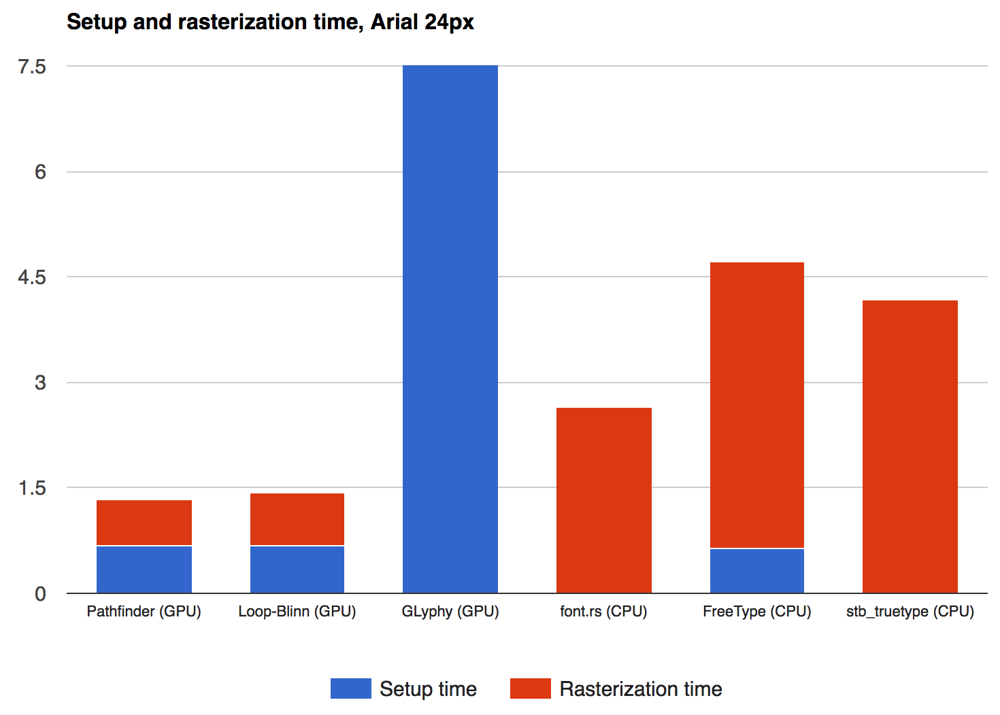 Setup and rasterization time, Arial 24px
7.5
6
4.5
3
1.5
0
Pathfinder (GPU) Loop-Blinn (GPU) GLyphy (GPU) font.rs (CPU) FreeType (CPU) stb_truetype (CPU)
Setup time Rasterization time